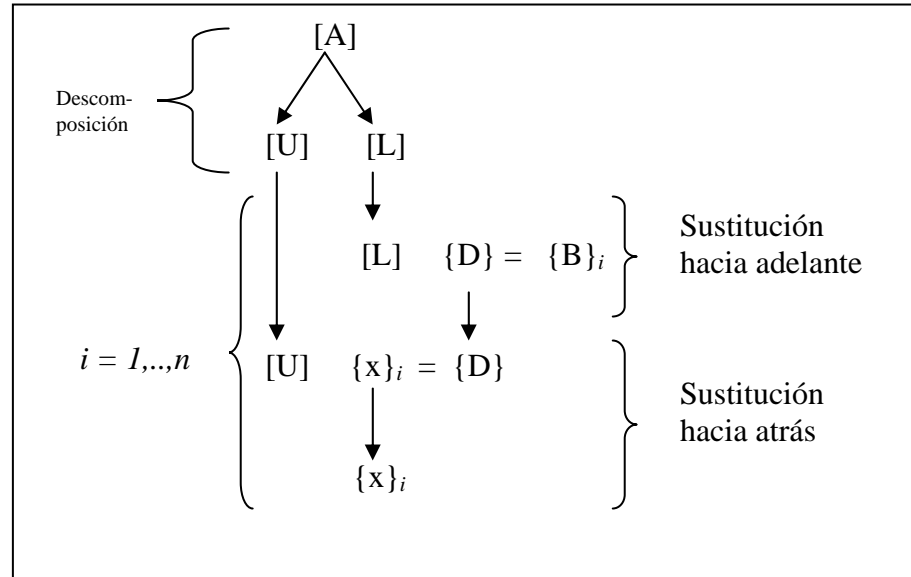 [A]
Descom-
posición
[U] [L]
[L] {D} = {B}i
Sustitución
hacia adelante
i = 1,..,n
[U] {x}i = {D}
Sustitución
hacia atrás
{x}i